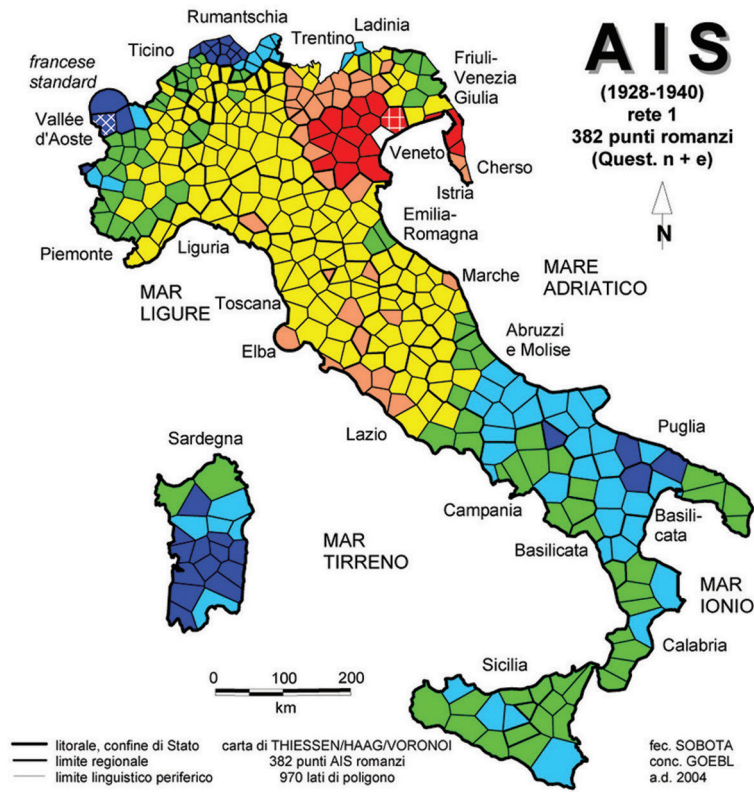 Rumantschia
Ladinia
Ticino
Trentino
francese
standard
Friuli-
Venezia
Giulia
Vallée
d'Aoste
AIS
(1928-1940)
rete 1
382 punti romanzi
(Quest. n + e)
N
Veneto
Cherso
Istria
Emilia-
Romagna
Piemonte
Liguria
Marche
MARE
ADRIATICO
MAR
LIGURE
Toscana
Elba
Abruzzi
e Molise
Lazio
Sardegna
Puglia
Campania
Basili-
cata
Basilicata
MAR
TIRRENO
MAR
IONIO
Calabria
Sicilia
0 100 200
km
litorale, confine di Stato
limite regionale
limite linguistico periferico
carta di THIESSEN/HAAG/VORONOI
382 punti AIS romanzi
970 lati di poligono
fec. SOBOTA
conc. GOEBL
a.d. 2004